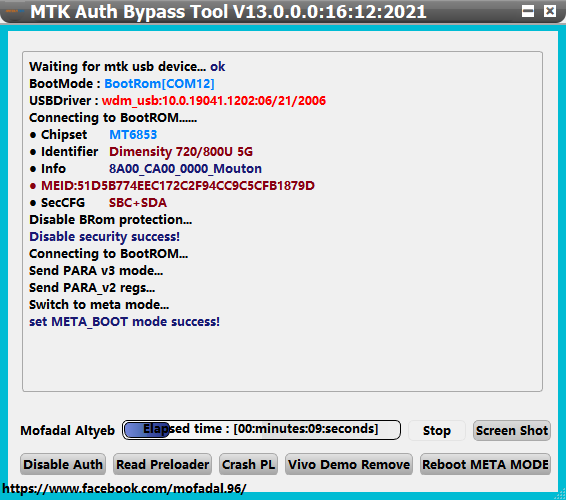 MTK Auth Bypass Tool V13.0.0.0:16:12:2021
Waiting for mtk usb device... ok
BootMode : BootRom[COM12]
USBDriver : wdm_usb:10.0.19041.1202:06/21/2006
Connecting to BootROM......
● Chipset MT6853
● Identifier Dimensity 720/800U 5G
● Info 8A00_CA00_0000_Mouton
● MEID:51D5B774EEC172C2F94CC9C5CFB1879D
● SecCFG SBC+SDA
Disable BRom protection...
Disable security success!
Connecting to BootROM...
Send PARA v3 mode...
Send PARA_v2 regs...
Switch to meta mode...
set META_BOOT mode success!
Mofadal Altyeb Elapsed time : [00:minutes:09:seconds] Stop Screen Shot
Disable Auth Read Preloader Crash PL Vivo Demo Remove Reboot META MODE
https://www.facebook.com/mofadal.96/